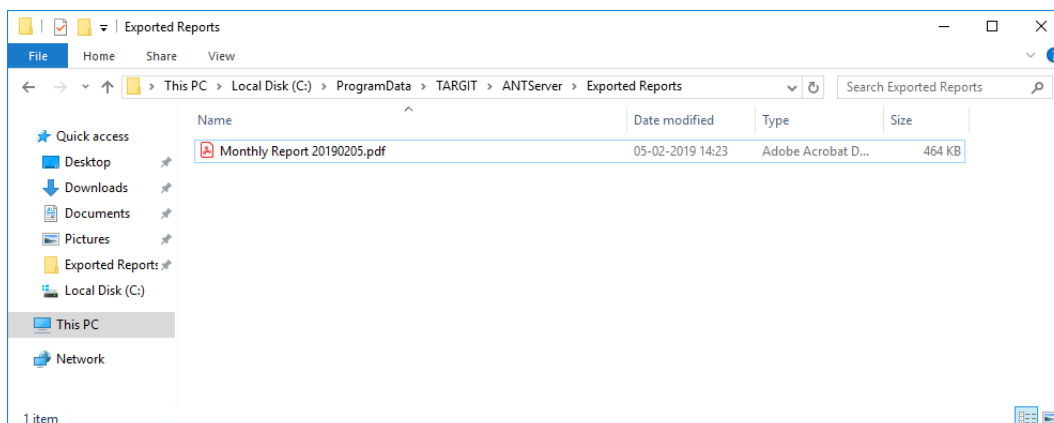 Exported Reports
File Home Share View
This PC > Local Disk (C:) > ProgramData > TARGIT > ANTServer > Exported Reports Search Exported Reports
Name Date modified Type Size
Quick access
Monthly Report 20190205.pdf 05-02-2019 14:23 Adobe Acrobat D... 464 KB
Desktop
Downloads
Documents
Pictures
Exported Reports
Local Disk (C:)
This PC
Network
1 item